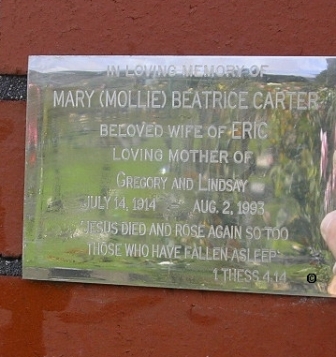 IN LOVING MEMORY OF
MARY (MOLLIE) BEATRICE CARTER
BELOVED WIFE OF ERIC
LOVING MOTHER OF
GREGORY AND LINDSAY
JULY 14, 1914 - AUG. 2, 1993
JESUS DIED AND ROSE AGAIN SO TOO
THOSE WHO HAVE FALLEN ASLEEP
1 THESS 4:14
©